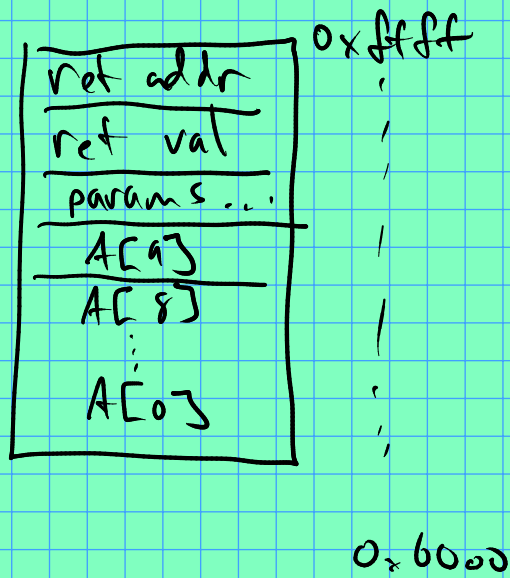 0xffff
ret addr
ret val
params...
A[9]
A[8]
A[0]
0x6000